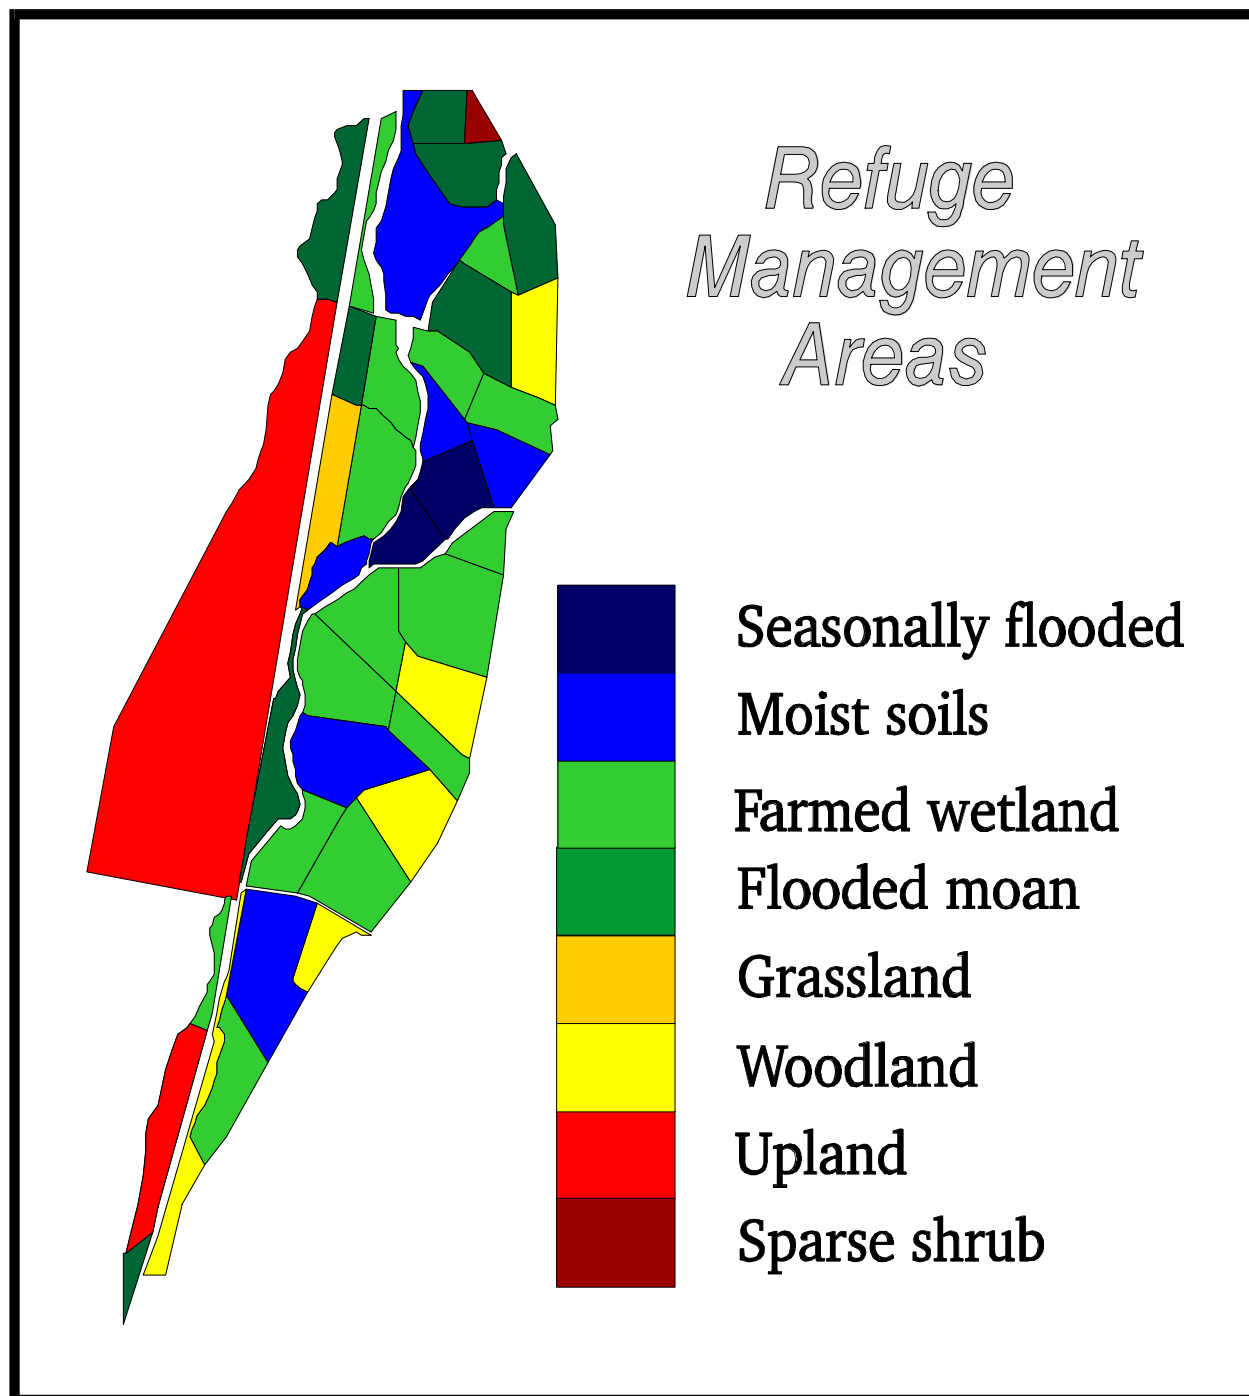 Refuge
Management
Areas
Seasonally flooded
Moist soils
Farmed wetland
Flooded moan
Grassland
Woodland
Upland
Sparse shrub